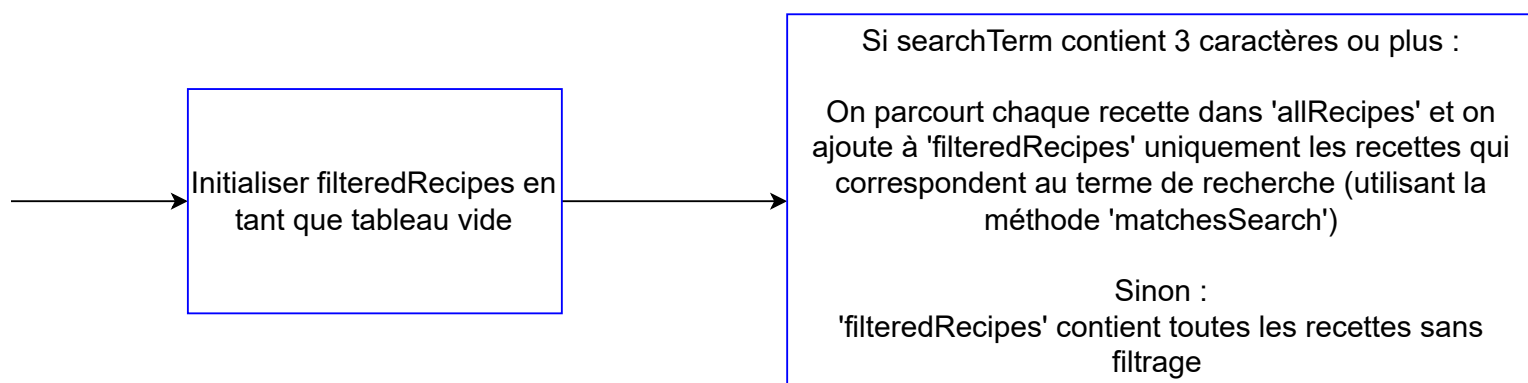 Initialiser filteredRecipes en
tant que tableau vide
Si searchTerm contient 3 caractères ou plus :
On parcourt chaque recette dans 'allRecipes' et on
ajoute à 'filteredRecipes' uniquement les recettes qui
correspondent au terme de recherche (utilisant la
méthode 'matchesSearch')
Sinon :
'filteredRecipes' contient toutes les recettes sans
filtrage